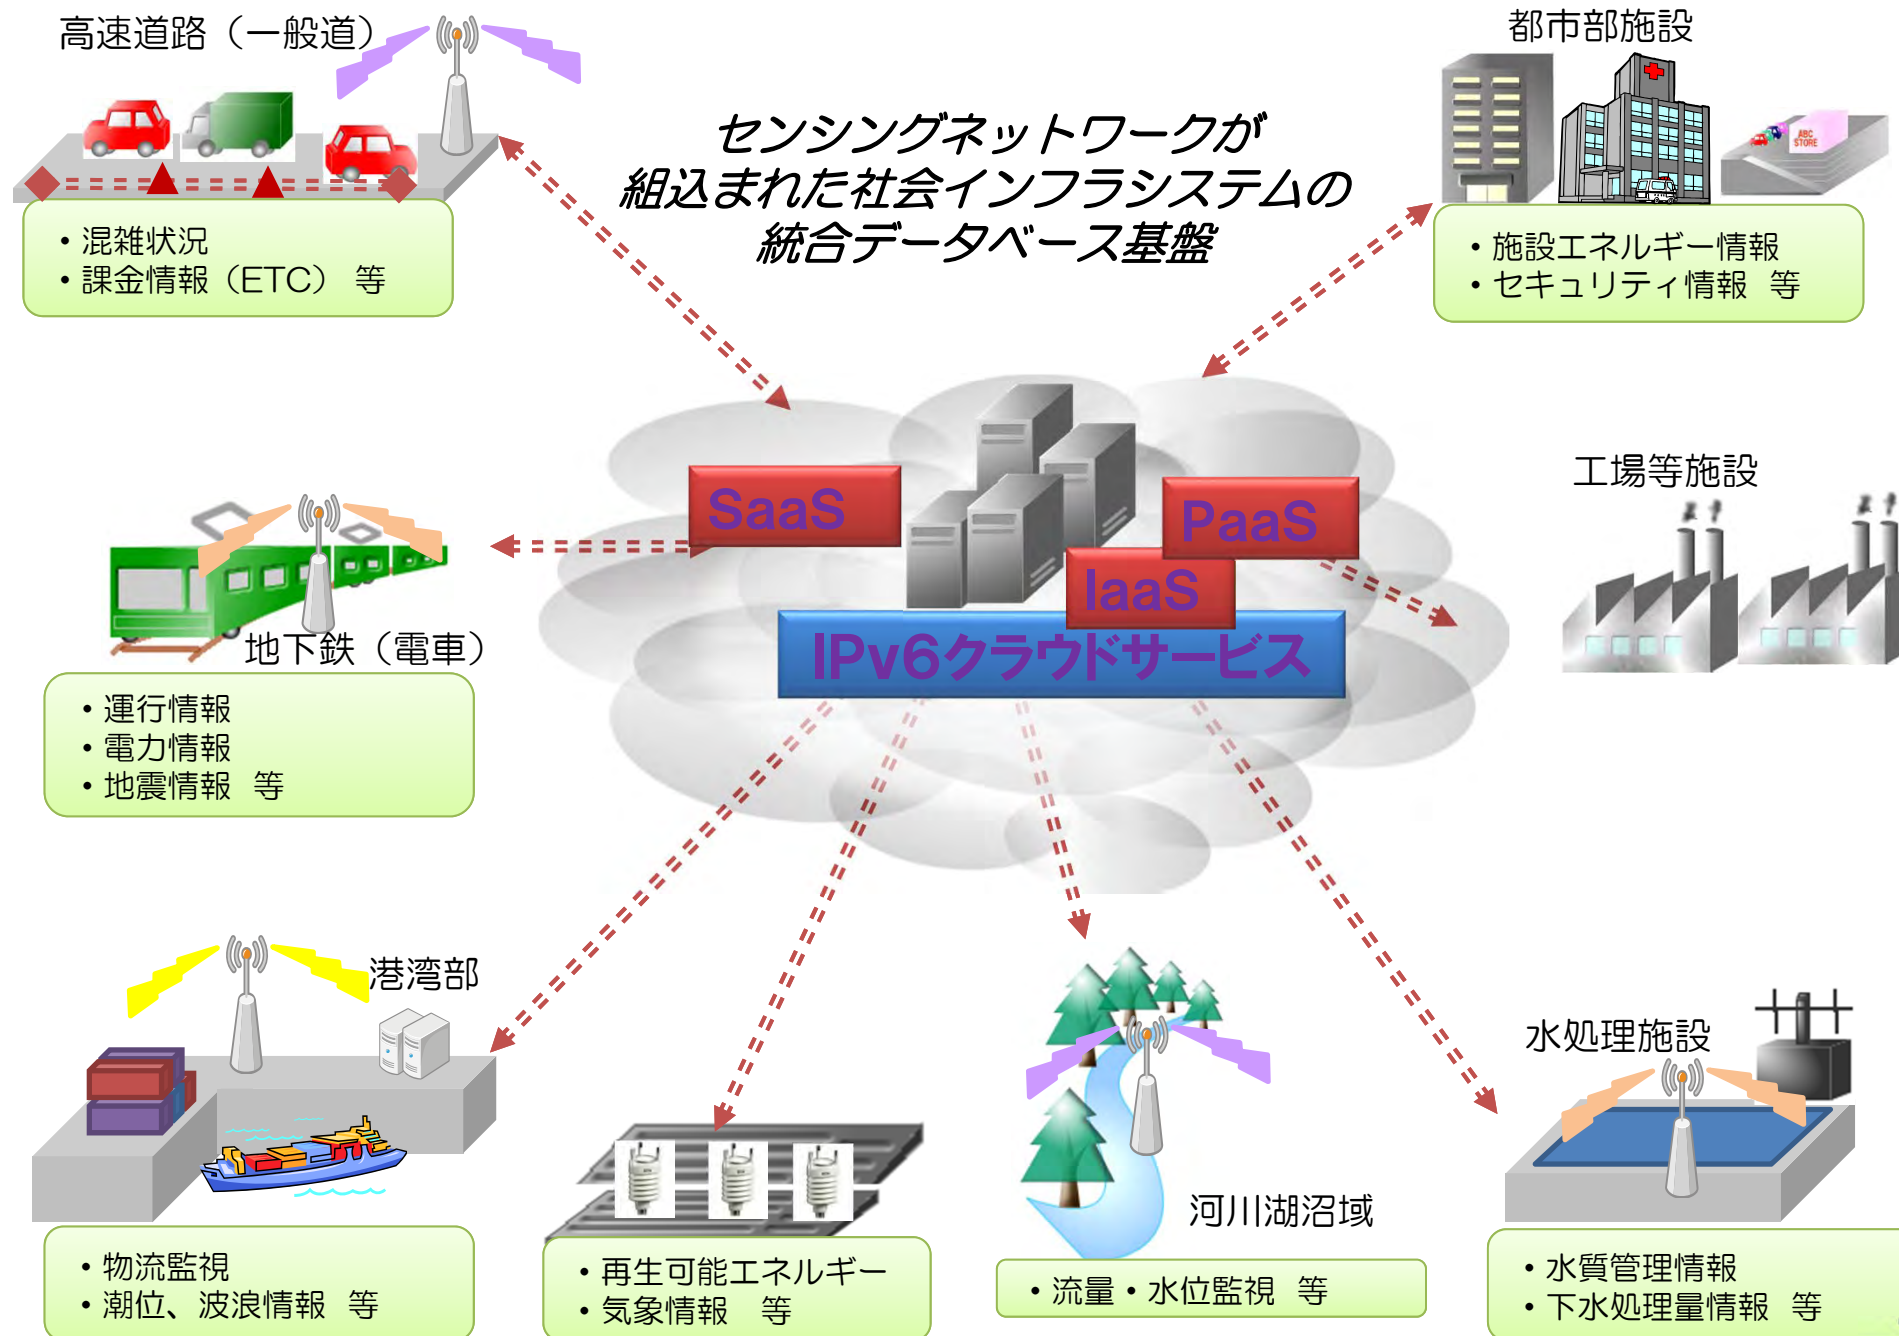 高速道路（一般道）
都市部施設
ABC
STORE
センシングネットワークが
組込まれた社会インフラシステムの
統合データベース基盤
・混雑状況
・課金情報（ETC） 等
・施設エネルギー情報
・セキュリティ情報 等
工場等施設
SaaS
PaaS
IaaS
IPv6クラウドサービス
地下鉄（電車）
・運行情報
・電力情報
・地震情報 等
港湾部
水処理施設
河川湖沼域
・物流監視
・潮位、波浪情報 等
・再生可能エネルギー
・気象情報 等
・流量・水位監視 等
・水質管理情報
・下水処理量情報 等